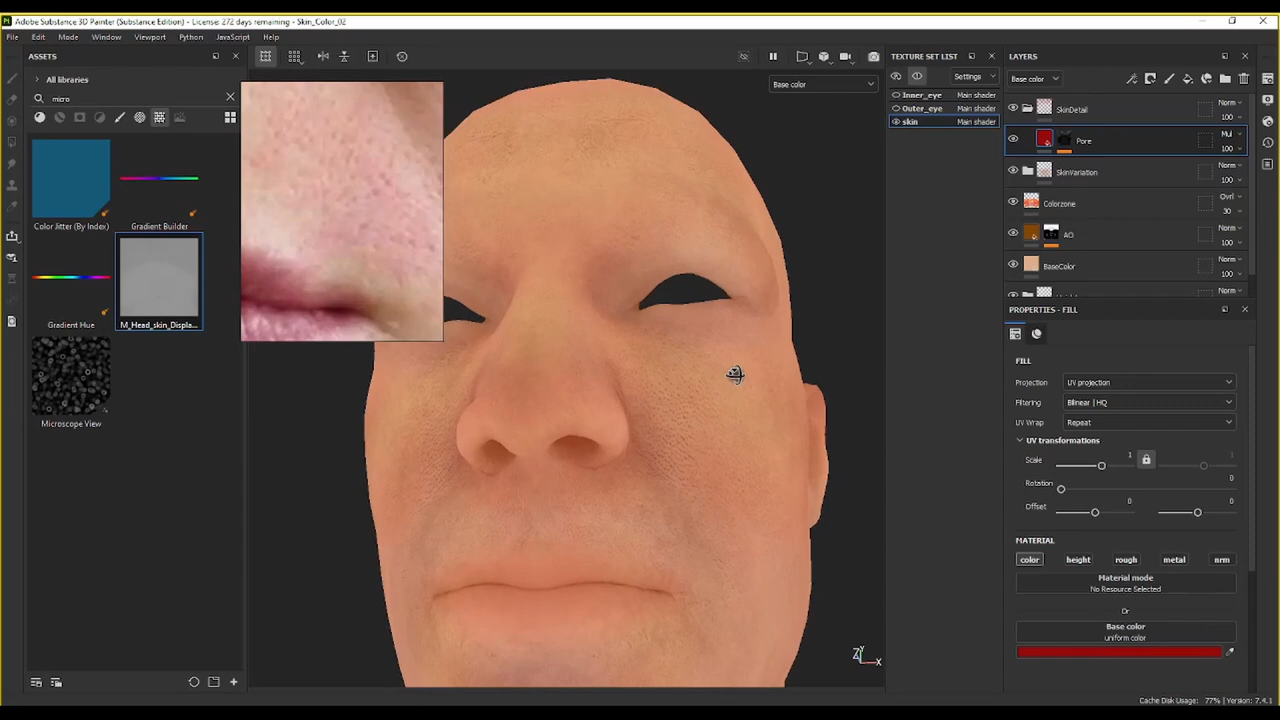 Adobe Substance 3D Painter (Substance Edition) - License: 272 days remaining - Skin_Color_02
File Edit Mode Window Viewport Python JavaScript Help
ASSETS
All libraries
micro
Color Jitter (By Index)
Gradient Builder
Gradient Hue
M_Head_skin_Displa...
Microscope View
Base color
TEXTURE SET LIST
Settings
Inner_eye Main shader
Outer_eye Main shader
skin Main shader
LAYERS
Base color
SkinDetail Norm 100
Pore Mul 100
SkinVariation Norm 100
Colorzone Ovrl 30
AO Norm 100
BaseColor Norm 100
Norm
PROPERTIES - FILL
FILL
Projection UV projection
Filtering Bilinear | HQ
UV Wrap Repeat
UV transformations
Scale 1 1
Rotation 0
Offset 0 0
MATERIAL
color height rough metal nrm
Material mode
No Resource Selected
Or
Base color
uniform color
Z Y X
Cache Disk Usage: 77% | Version: 7.4.1